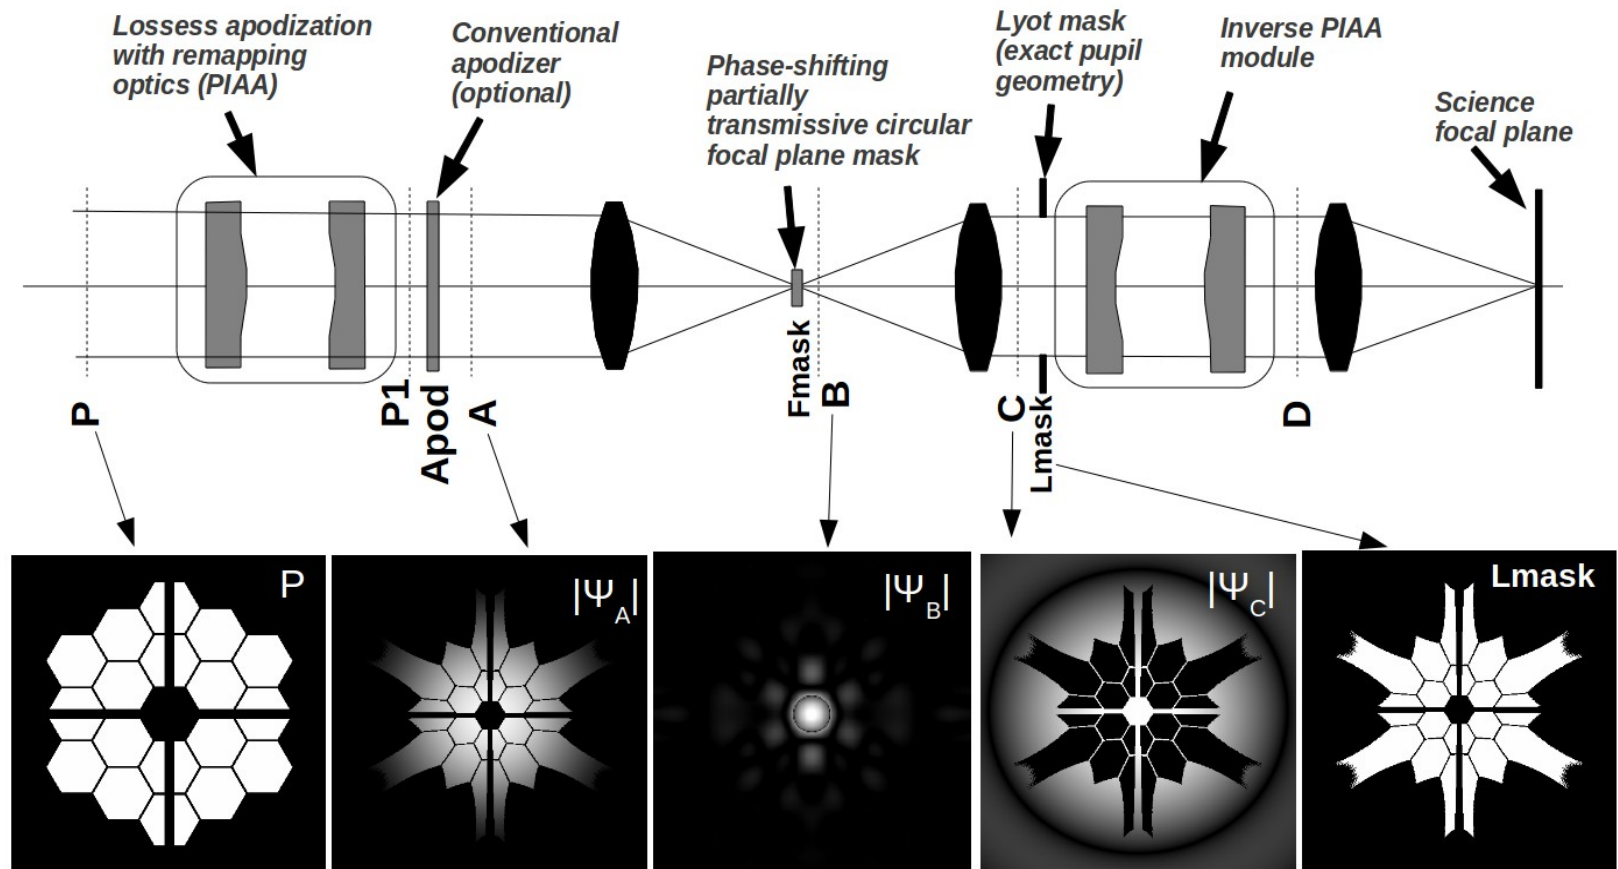 Lossess apodization
with remapping
optics (PIAA)
Conventional
apodizer
(optional)
Phase-shifting
partially
transmissive circular
focal plane mask
Lyot mask
(exact pupil
geometry)
Inverse PIAA
module
Science
focal plane
P
P1
Apod
A
Fmask
B
C
Lmask
D
P
|Ψ_A|
|Ψ_B|
|Ψ_C|
Lmask